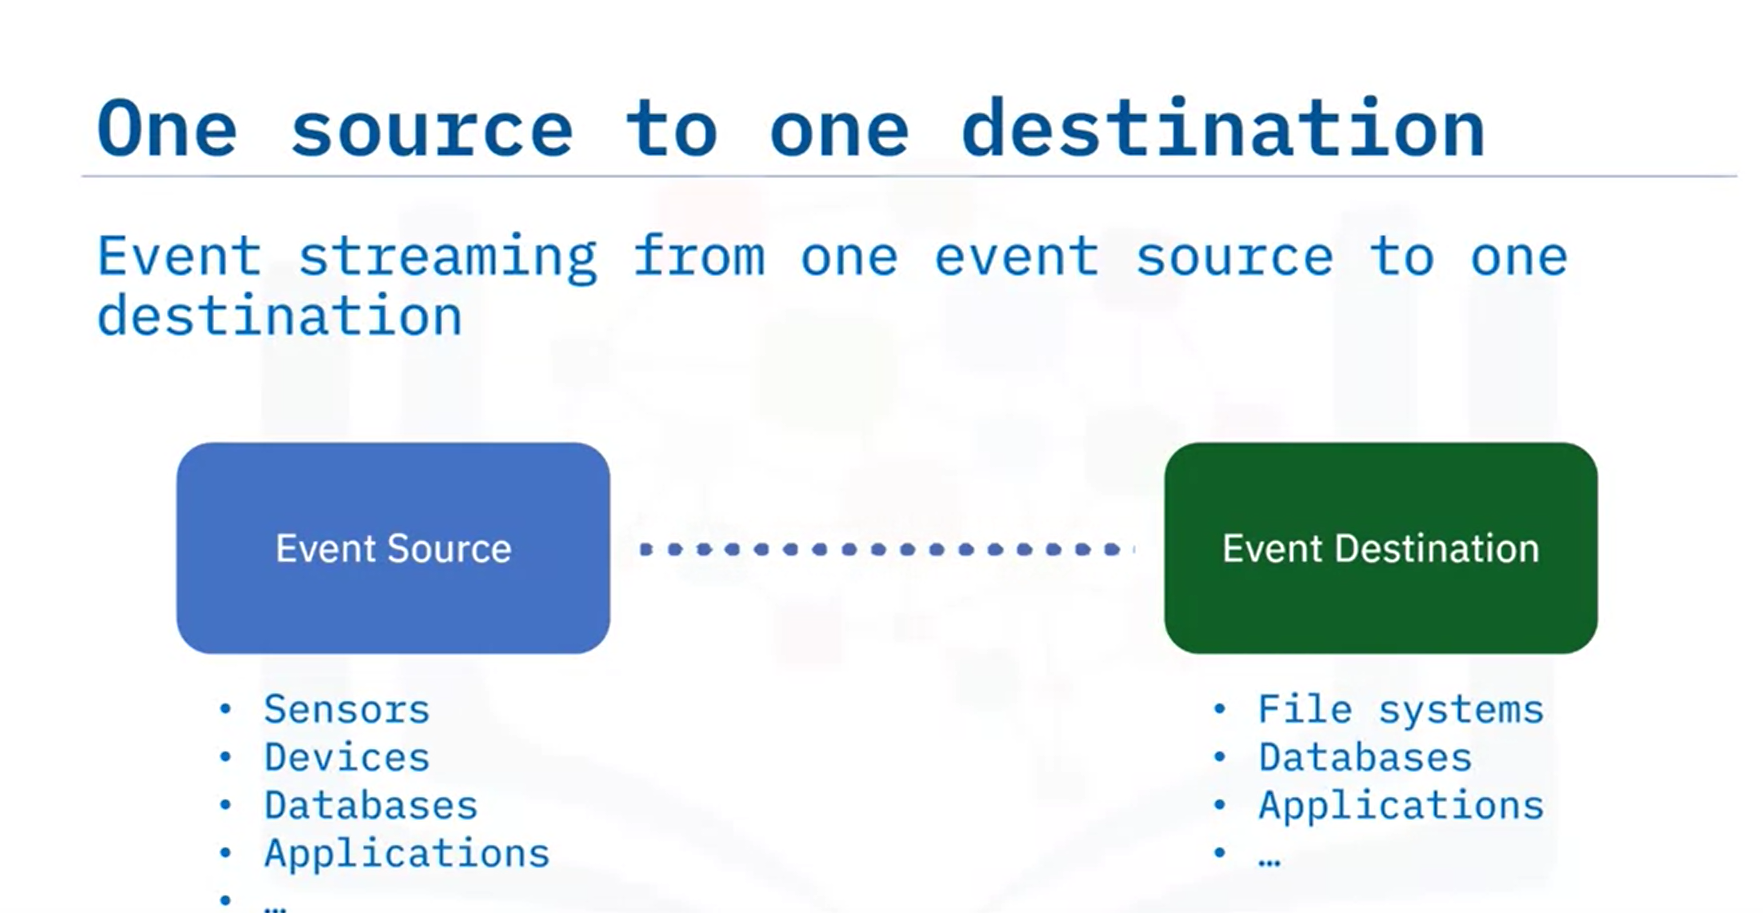 One source to one destination
Event streaming from one event source to one
destination
Event Source
Event Destination
• Sensors
• Devices
• Databases
• Applications
• …
• File systems
• Databases
• Applications
• …